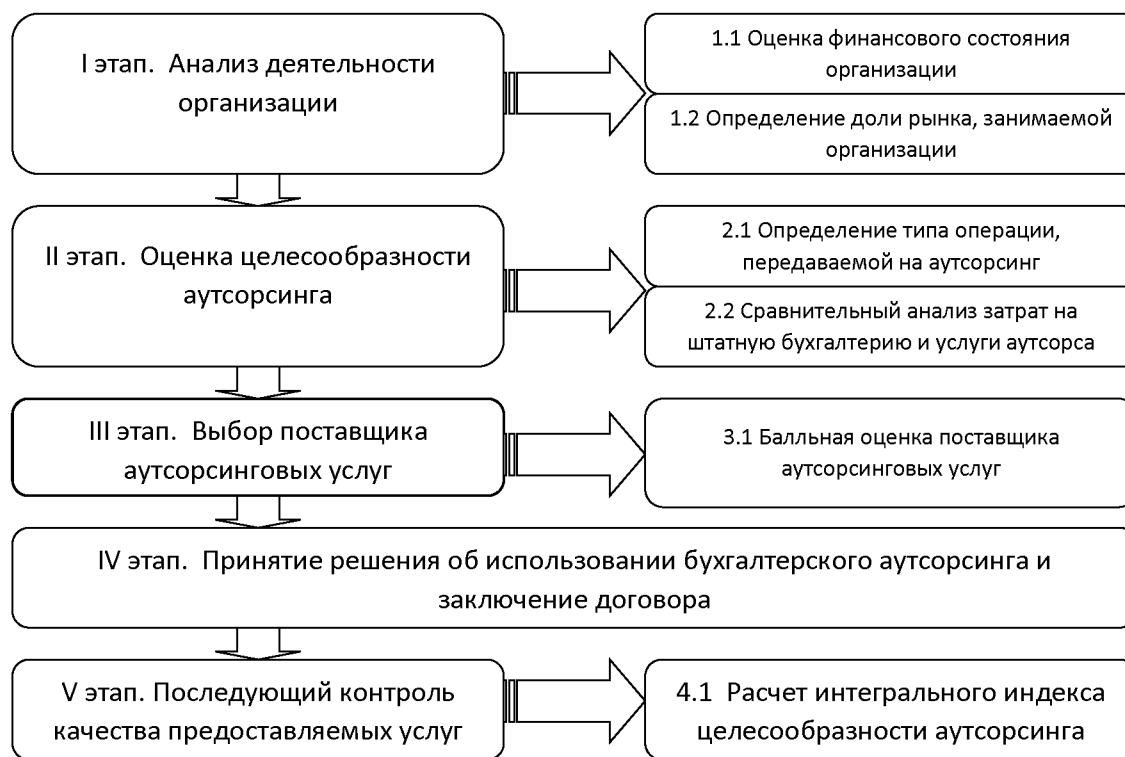 I этап. Анализ деятельности
организации
1.1 Оценка финансового состояния
организации
1.2 Определение доли рынка, занимаемой
организации
II этап. Оценка целесообразности
аутсорсинга
2.1 Определение типа операции,
передаваемой на аутсорсинг
2.2 Сравнительный анализ затрат на
штатную бухгалтерию и услуги аутсорса
III этап. Выбор поставщика
аутсорсинговых услуг
3.1 Балльная оценка поставщика
аутсорсинговых услуг
IV этап. Принятие решения об использовании бухгалтерского аутсорсинга и
заключение договора
V этап. Последующий контроль
качества предоставляемых услуг
4.1 Расчет интегрального индекса
целесообразности аутсорсинга